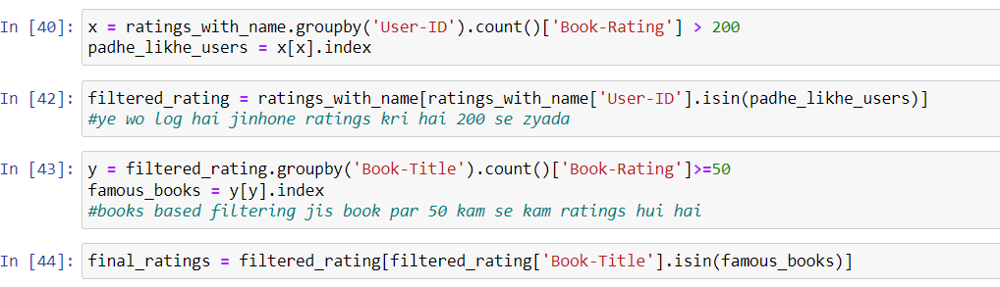 In [40]: x = ratings_with_name.groupby('User-ID').count()['Book-Rating'] > 200
padhe_likhe_users = x[x].index
In [42]: filtered_rating = ratings_with_name[ratings_with_name['User-ID'].isin(padhe_likhe_users)]
#ye wo log hai jinhone ratings kri hai 200 se zyada
In [43]: y = filtered_rating.groupby('Book-Title').count()['Book-Rating']>=50
famous_books = y[y].index
#books based filtering jis book par 50 kam se kam ratings hui hai
In [44]: final_ratings = filtered_rating[filtered_rating['Book-Title'].isin(famous_books)]